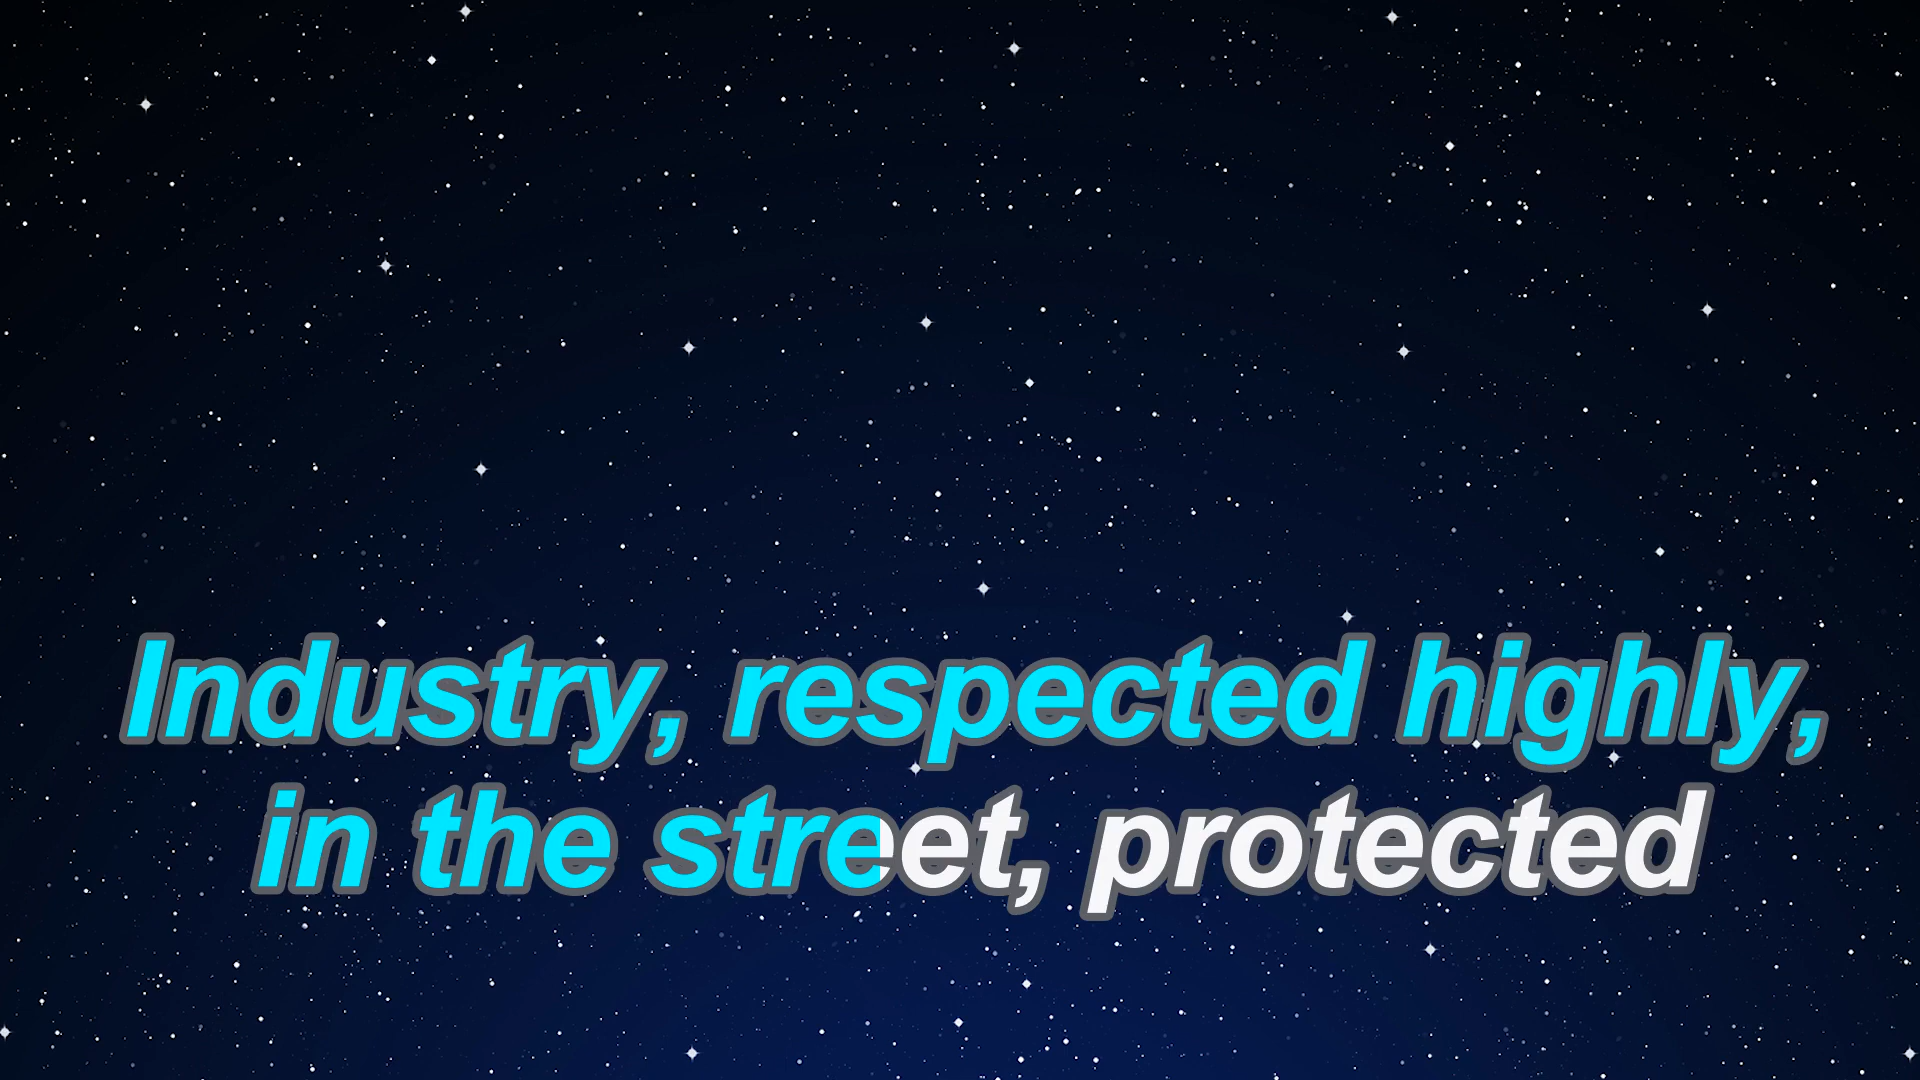 Industry, respected highly,
in the street, protected